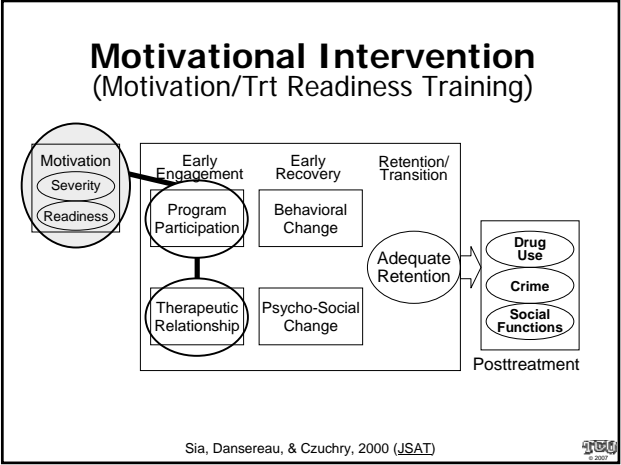 Motivational Intervention
(Motivation/Trt Readiness Training)
Motivation
Severity
Readiness
Early
Engagement
Program
Participation
Therapeutic
Relationship
Early
Recovery
Behavioral
Change
Psycho-Social
Change
Retention/
Transition
Adequate
Retention
Drug
Use
Crime
Social
Functions
Posttreatment
Sia, Dansereau, & Czuchry, 2000 (JSAT)
TCU
© 2007